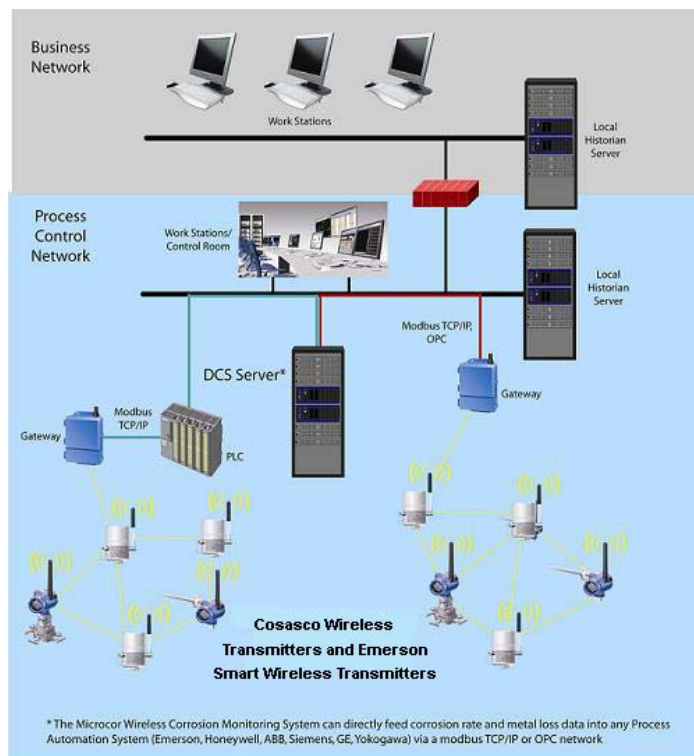 Business
Network
Work Stations
Local
Historian
Server
Process
Control
Network
Work Stations/
Control Room
Local
Historian
Server
Modbus TCP/IP,
OPC
DCS Server*
Gateway
Modbus
TCP/IP
Gateway
PLC
Cosasco Wireless
Transmitters and Emerson
Smart Wireless Transmitters
* The Microcor Wireless Corrosion Monitoring System can directly feed corrosion rate and metal loss data into any Process
Automation System (Emerson, Honeywell, ABB, Siemens, GE, Yokogawa) via a modbus TCP/IP or OPC network